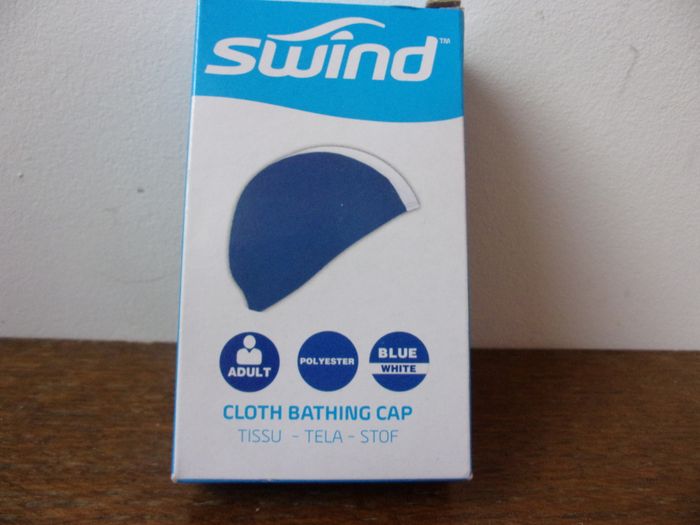 swind™
ADULT
POLYESTER
BLUE
WHITE
CLOTH BATHING CAP
TISSU - TELA - STOF